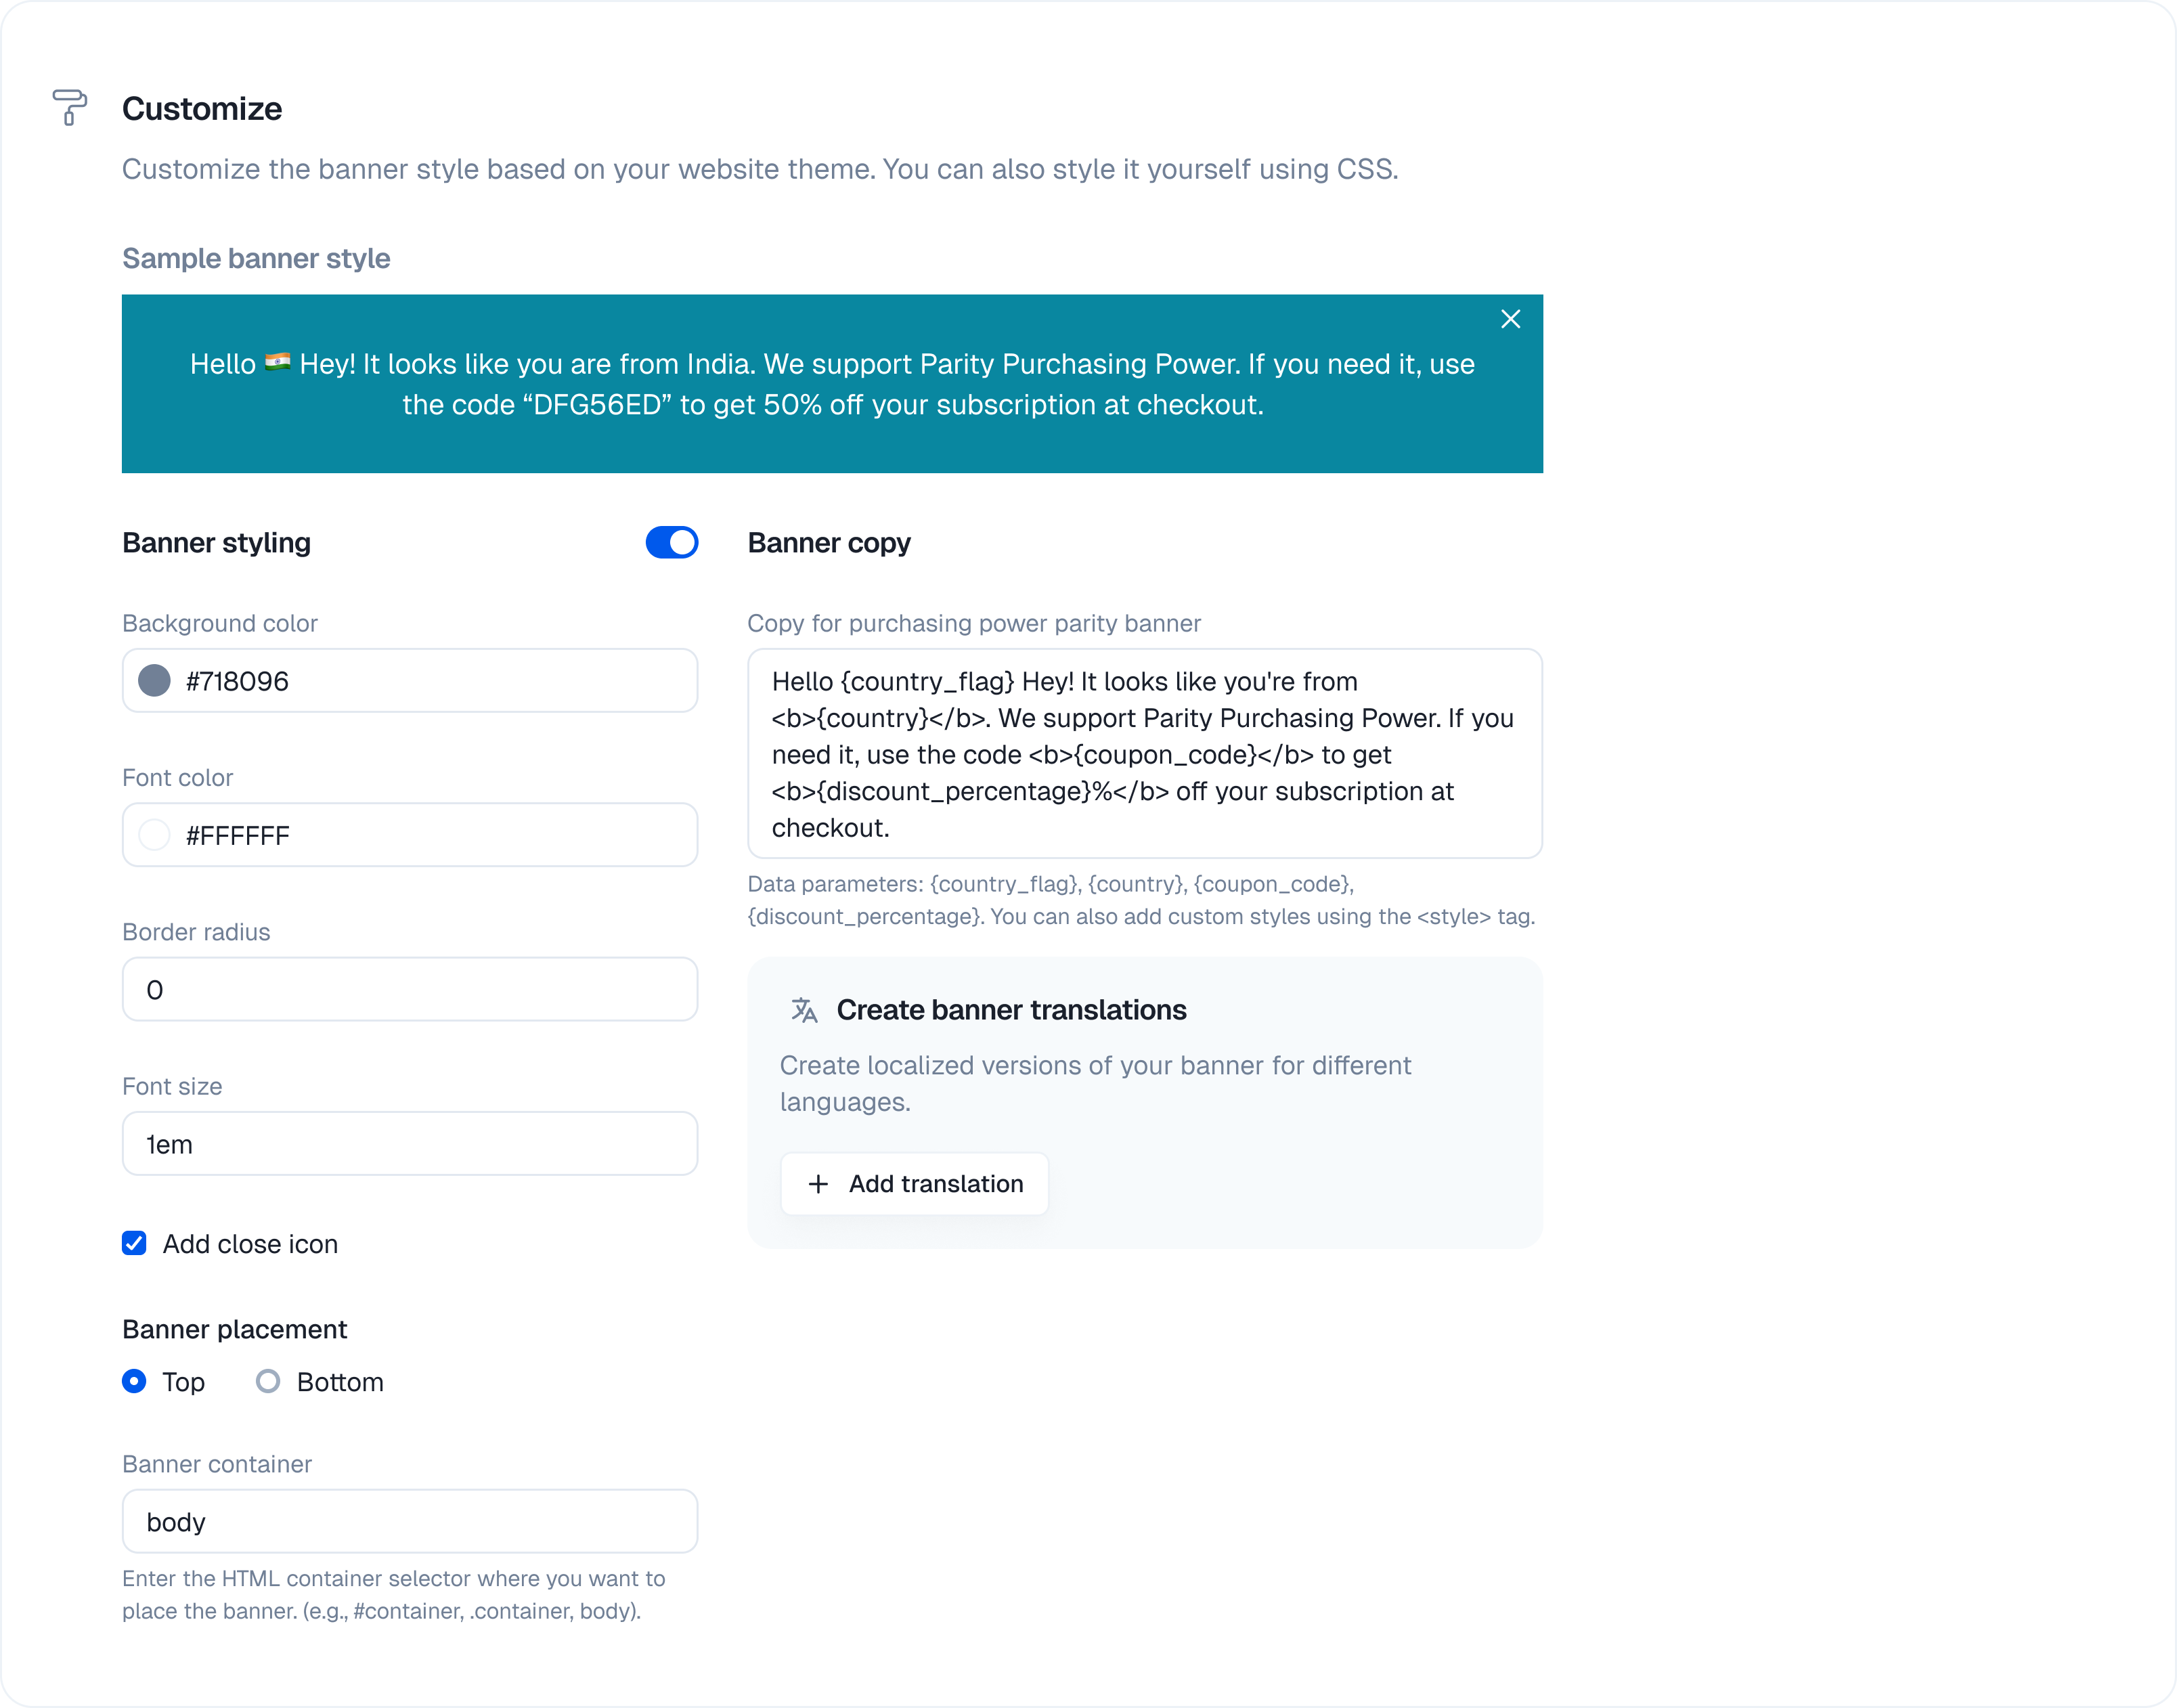 Customize
Customize the banner style based on your website theme. You can also style it yourself using CSS.
Sample banner style
Hello 🇮🇳 Hey! It looks like you are from India. We support Parity Purchasing Power. If you need it, use
the code “DFG56ED” to get 50% off your subscription at checkout.
Banner styling
Background color
#718096
Font color
#FFFFFF
Border radius
0
Font size
1em
Add close icon
Banner placement
Top
Bottom
Banner container
body
Enter the HTML container selector where you want to
place the banner. (e.g., #container, .container, body).
Banner copy
Copy for purchasing power parity banner
Hello {country_flag} Hey! It looks like you're from
<b>{country}</b>. We support Parity Purchasing Power. If you
need it, use the code <b>{coupon_code}</b> to get
<b>{discount_percentage}%</b> off your subscription at
checkout.
Data parameters: {country_flag}, {country}, {coupon_code},
{discount_percentage}. You can also add custom styles using the <style> tag.
Create banner translations
Create localized versions of your banner for different
languages.
Add translation